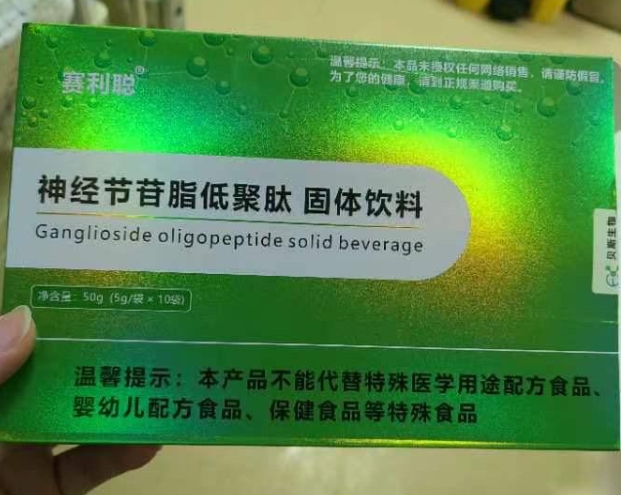 赛利聪®
温馨提示：本品未授权任何网络销售，请谨防假冒。
为了您的健康，请到正规渠道购买。
神经节苷脂低聚肽 固体饮料
Ganglioside oligopeptide solid beverage
贝斯生物
净含量：50g (5g/袋×10袋)
温馨提示：本产品不能代替特殊医学用途配方食品、
婴幼儿配方食品、保健食品等特殊食品